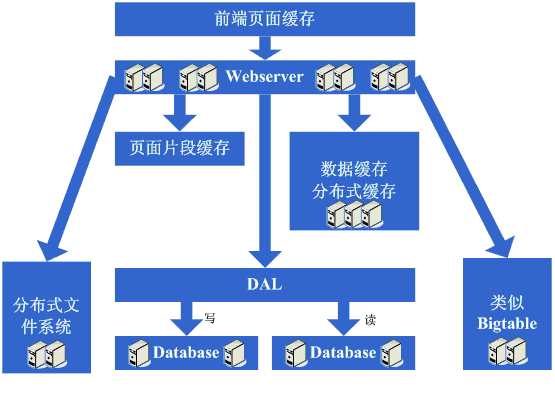 前端页面缓存
Webserver
页面片段缓存
数据缓存
分布式缓存
分布式文
件系统
DAL
类似
Bigtable
写
读
Database
Database